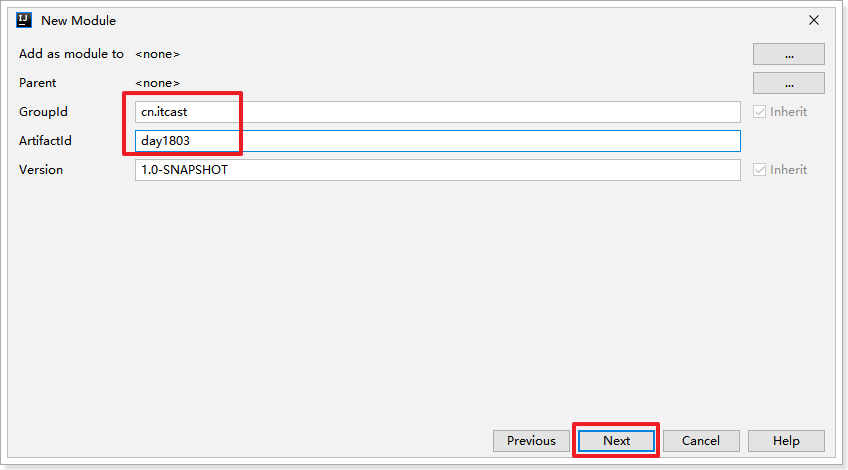 IJ New Module
Add as module to <none> ...
Parent <none> ...
GroupId cn.itcast Inherit
ArtifactId day1803
Version 1.0-SNAPSHOT Inherit
Previous Next Cancel Help